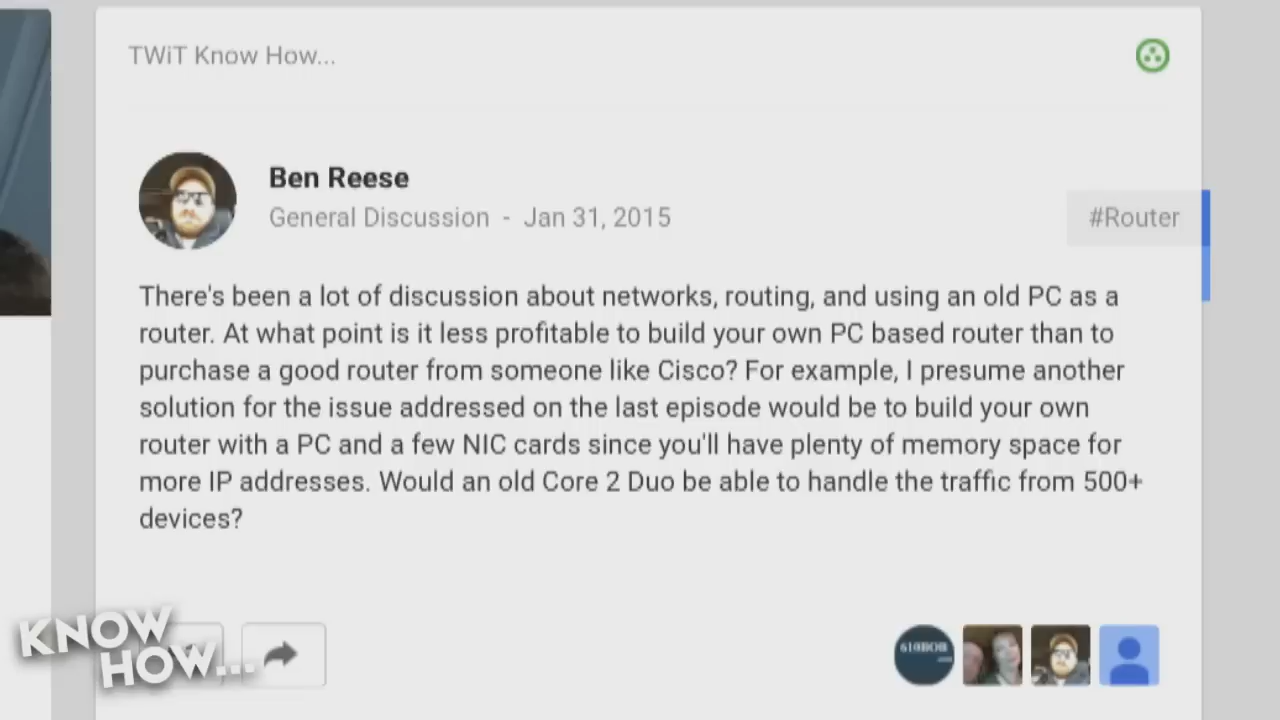 TWiT Know How...
Ben Reese
General Discussion - Jan 31, 2015
#Router
There's been a lot of discussion about networks, routing, and using an old PC as a
router. At what point is it less profitable to build your own PC based router than to
purchase a good router from someone like Cisco? For example, I presume another
solution for the issue addressed on the last episode would be to build your own
router with a PC and a few NIC cards since you'll have plenty of memory space for
more IP addresses. Would an old Core 2 Duo be able to handle the traffic from 500+
devices?
KNOW
HOW...